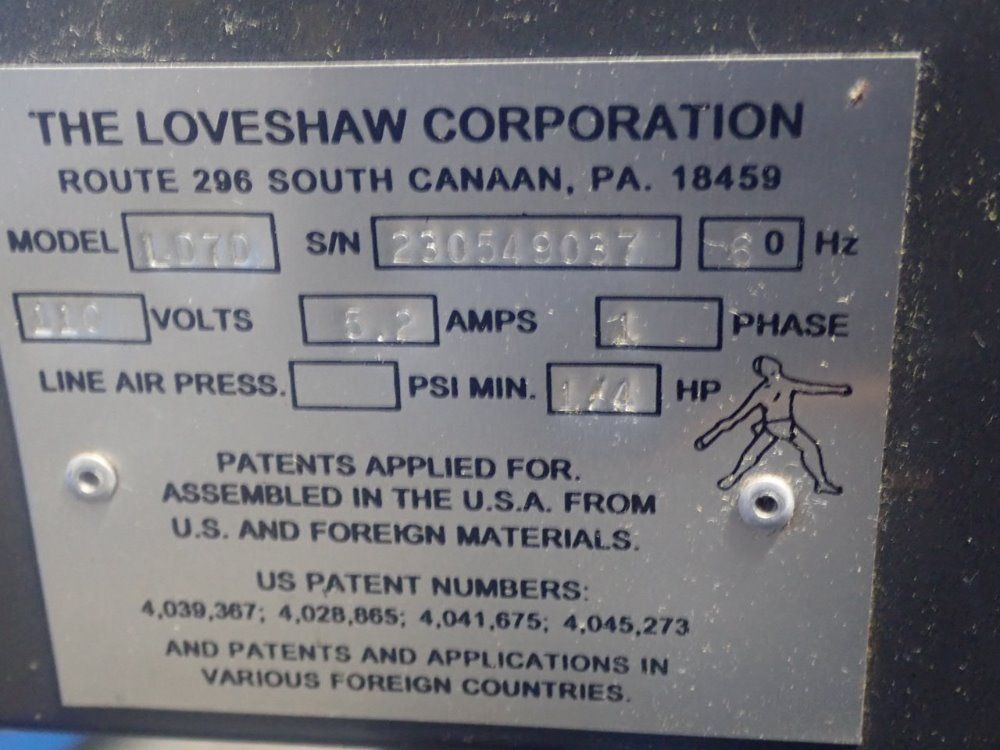 THE LOVESHAW CORPORATION
ROUTE 296 SOUTH CANAAN, PA. 18459
MODEL LD7D S/N 230549037 60 Hz
110 VOLTS 5.2 AMPS 1 PHASE
LINE AIR PRESS. PSI MIN. 1/4 HP
PATENTS APPLIED FOR.
ASSEMBLED IN THE U.S.A. FROM
U.S. AND FOREIGN MATERIALS.
US PATENT NUMBERS:
4,039,367; 4,028,865; 4,041,675; 4,045,273
AND PATENTS AND APPLICATIONS IN
VARIOUS FOREIGN COUNTRIES.